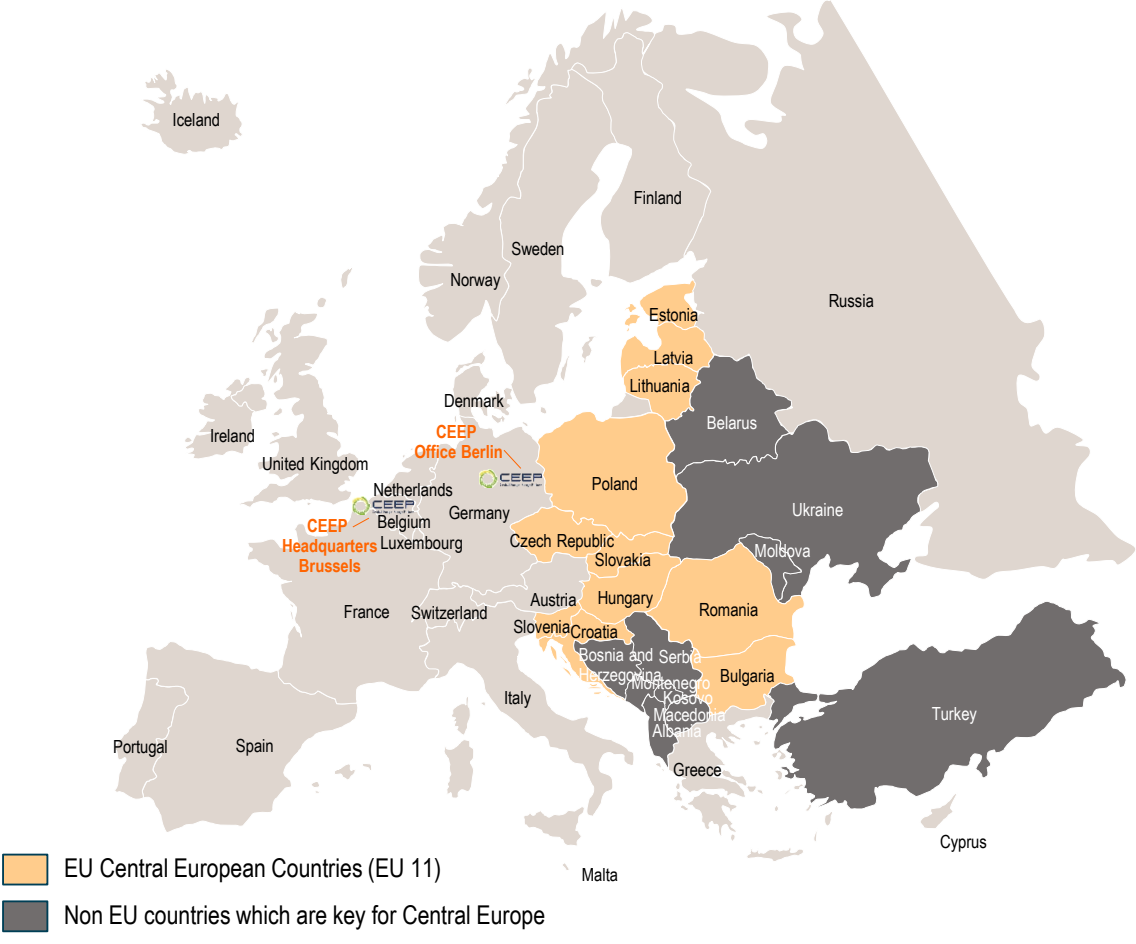 Iceland
Finland
Sweden
Norway
Russia
Estonia
Latvia
Lithuania
Denmark
Belarus
CEEP
Office Berlin
Ireland
United Kingdom
CEEP
Poland
Netherlands
CEEP
Germany
Ukraine
Belgium
CEEP
Headquarters
Brussels
Luxembourg
Czech Republic
Moldova
Slovakia
Austria
Hungary
France
Switzerland
Romania
Slovenia
Croatia
Bosnia and
Herzegovina
Serbia
Montenegro
Bulgaria
Kosovo
Italy
Macedonia
Albania
Turkey
Portugal
Spain
Greece
Cyprus
Malta
EU Central European Countries (EU 11)
Non EU countries which are key for Central Europe